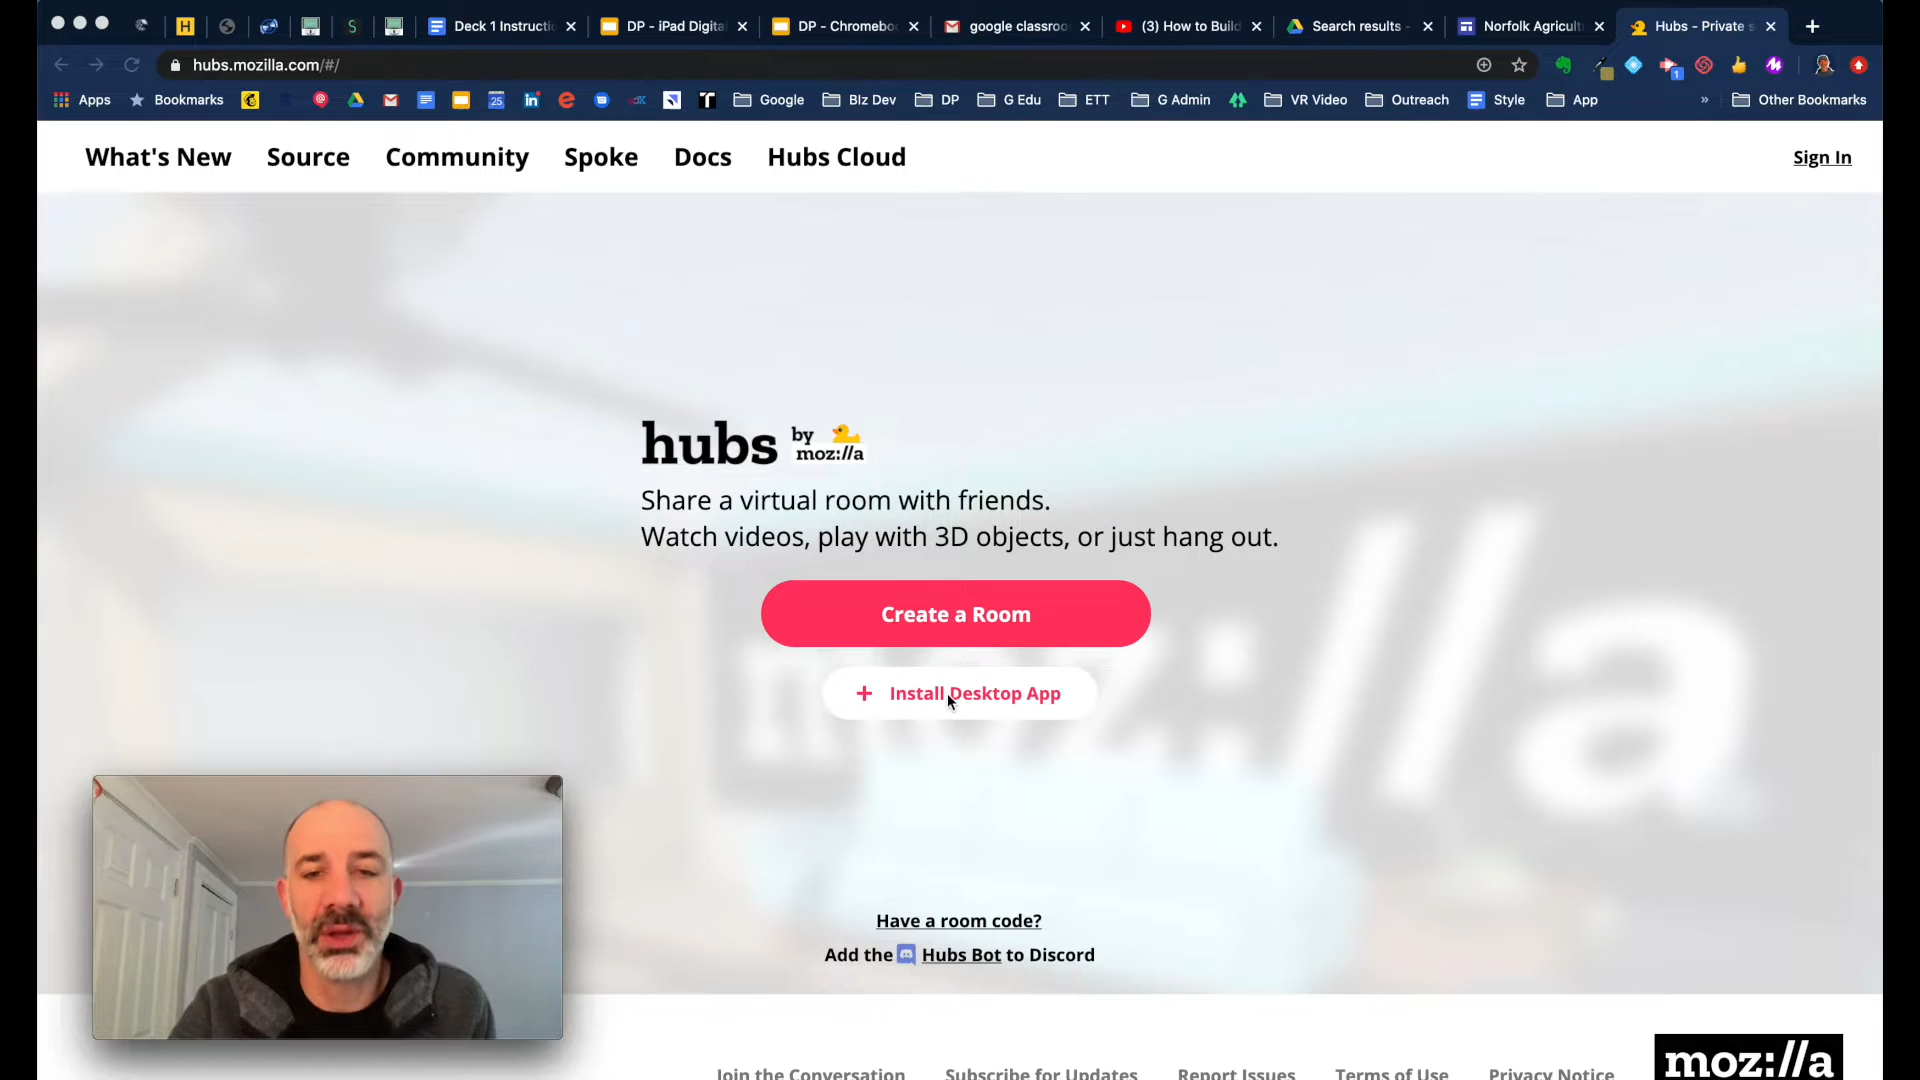 Deck 1 Instructi
DP - iPad Digita
DP - Chromeboo
google classroo
(3) How to Build
Search results -
Norfolk Agricult
Hubs - Private s
hubs.mozilla.com/#/
Apps
Bookmarks
Google
BIz Dev
DP
G Edu
ETT
G Admin
VR Video
Outreach
Style
App
»
Other Bookmarks
What's New
Source
Community
Spoke
Docs
Hubs Cloud
Sign In
hubs by moz://a
Share a virtual room with friends.
Watch videos, play with 3D objects, or just hang out.
Create a Room
+ Install Desktop App
Have a room code?
Add the Hubs Bot to Discord
Join the Conversation
Subscribe for Updates
Report Issues
Terms of Use
Privacy Notice
moz://a